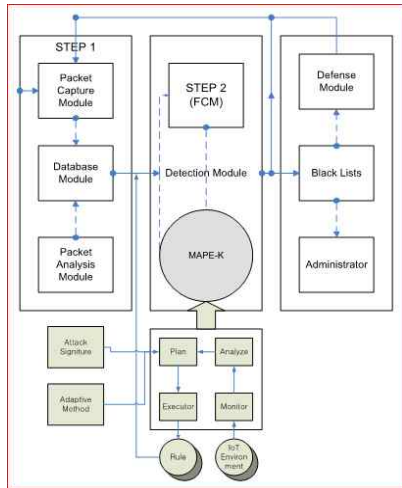 STEP 1
Packet
Capture
Module
Database
Module
Packet
Analysis
Module
STEP 2
(FCM)
Detection Module
MAPE-K
Defense
Module
Black Lists
Administrator
Attack
Signiture
Adaptive
Method
Plan
Analyze
Executor
Monitor
Rule
IoT
Environ
ment